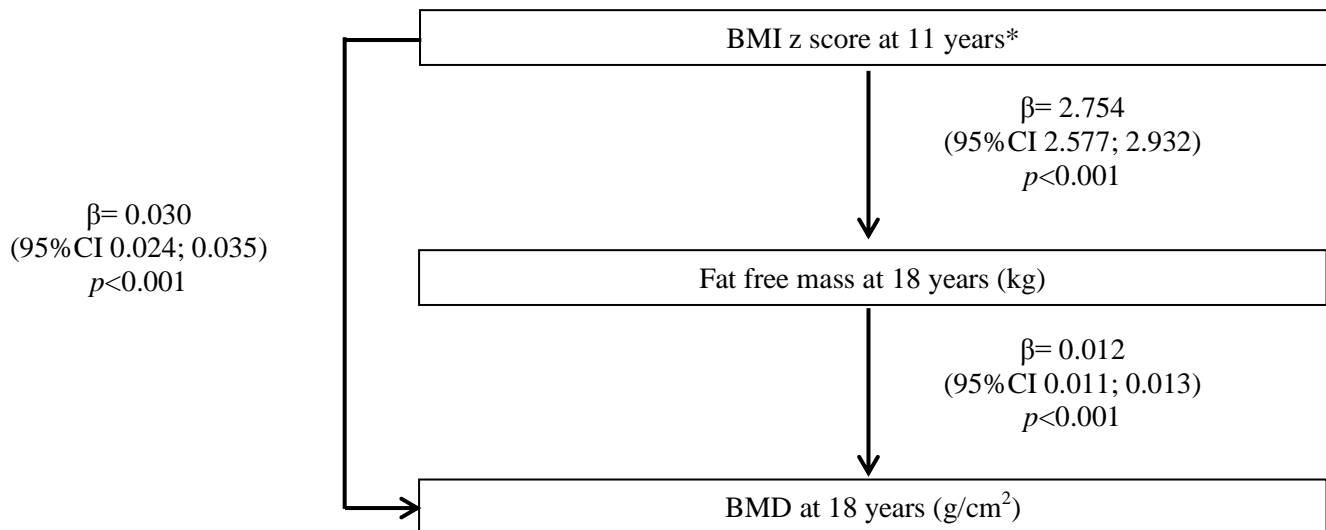 BMI z score at 11 years*
β= 2.754
(95%CI 2.577; 2.932)
p<0.001
β= 0.030
(95%CI 0.024; 0.035)
p<0.001
Fat free mass at 18 years (kg)
β= 0.012
(95%CI 0.011; 0.013)
p<0.001
BMD at 18 years (g/cm²)